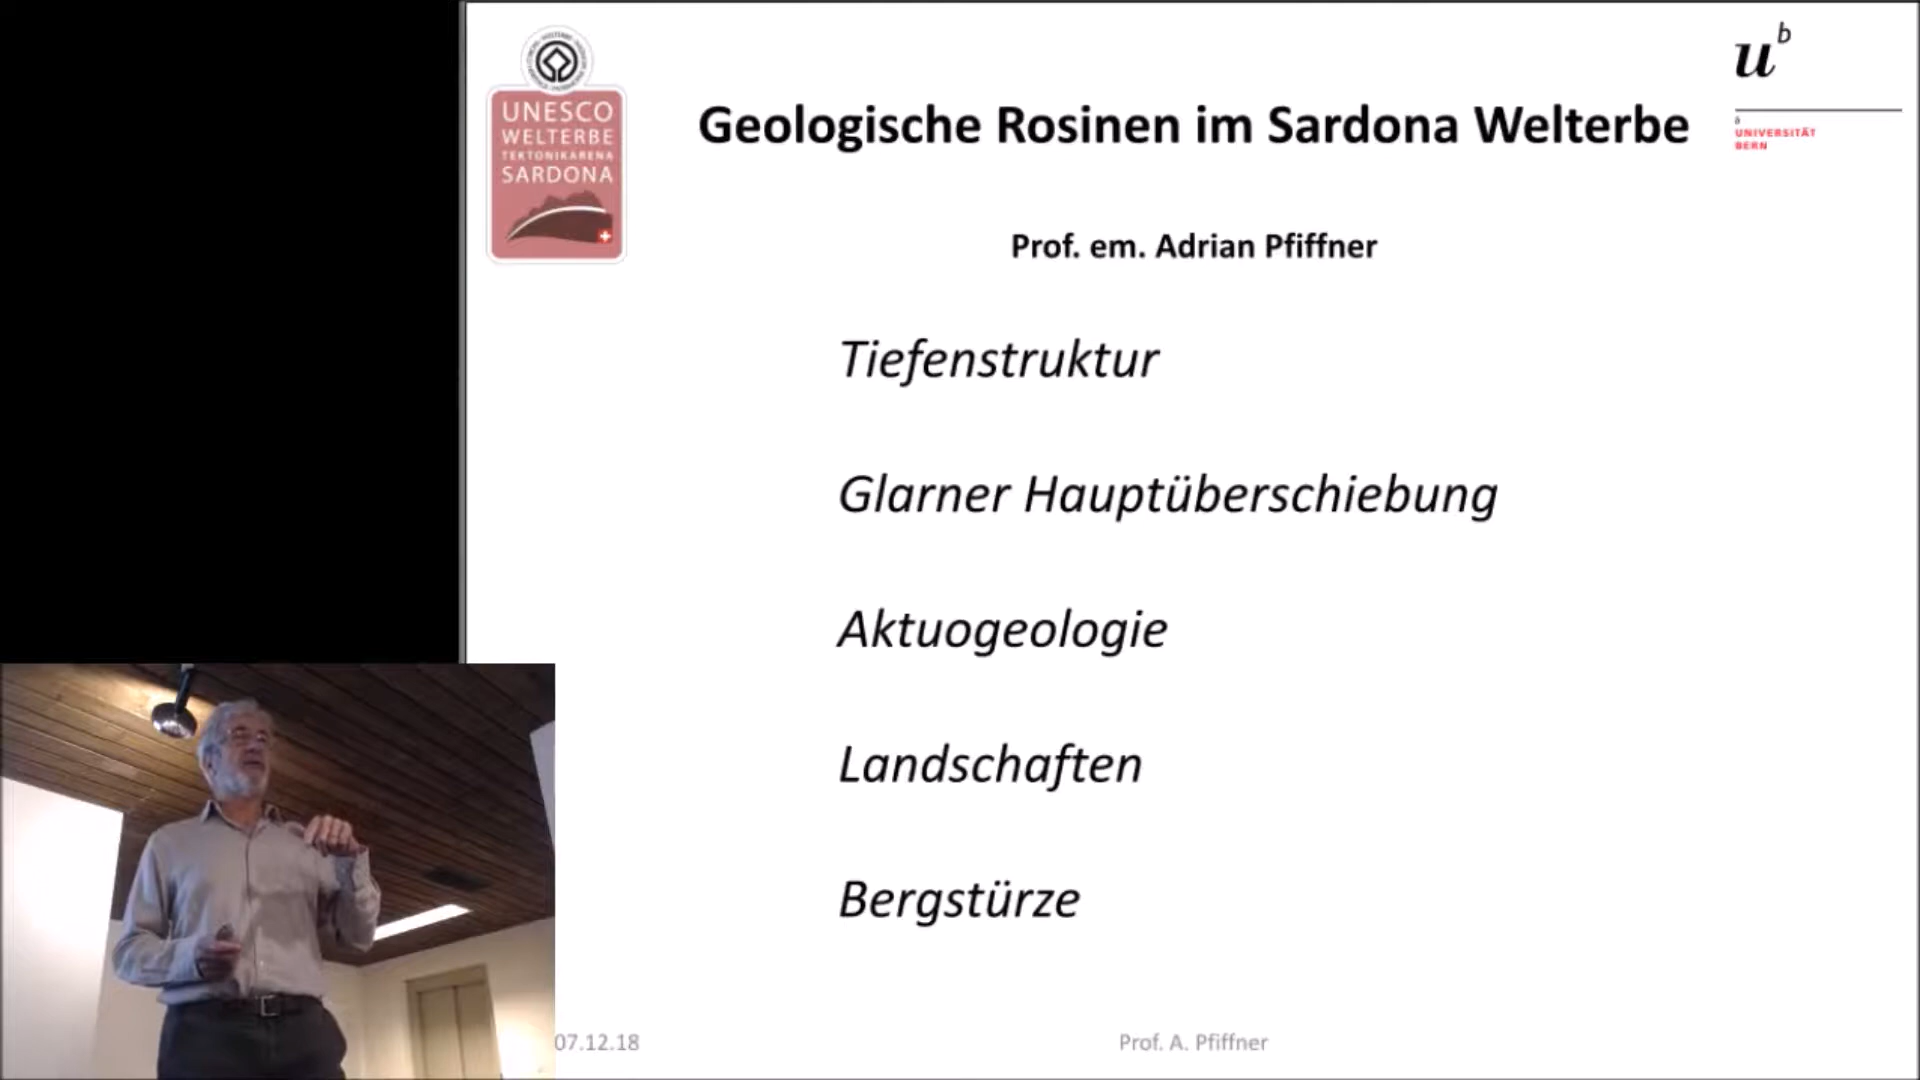 UNESCO
WELTERBE
TEKTONIKARENA
SARDONA
u^b
b
UNIVERSITÄT
BERN
Geologische Rosinen im Sardona Welterbe
Prof. em. Adrian Pfiffner
Tiefenstruktur
Glarner Hauptüberschiebung
Aktuogeologie
Landschaften
Bergstürze
07.12.18
Prof. A. Pfiffner